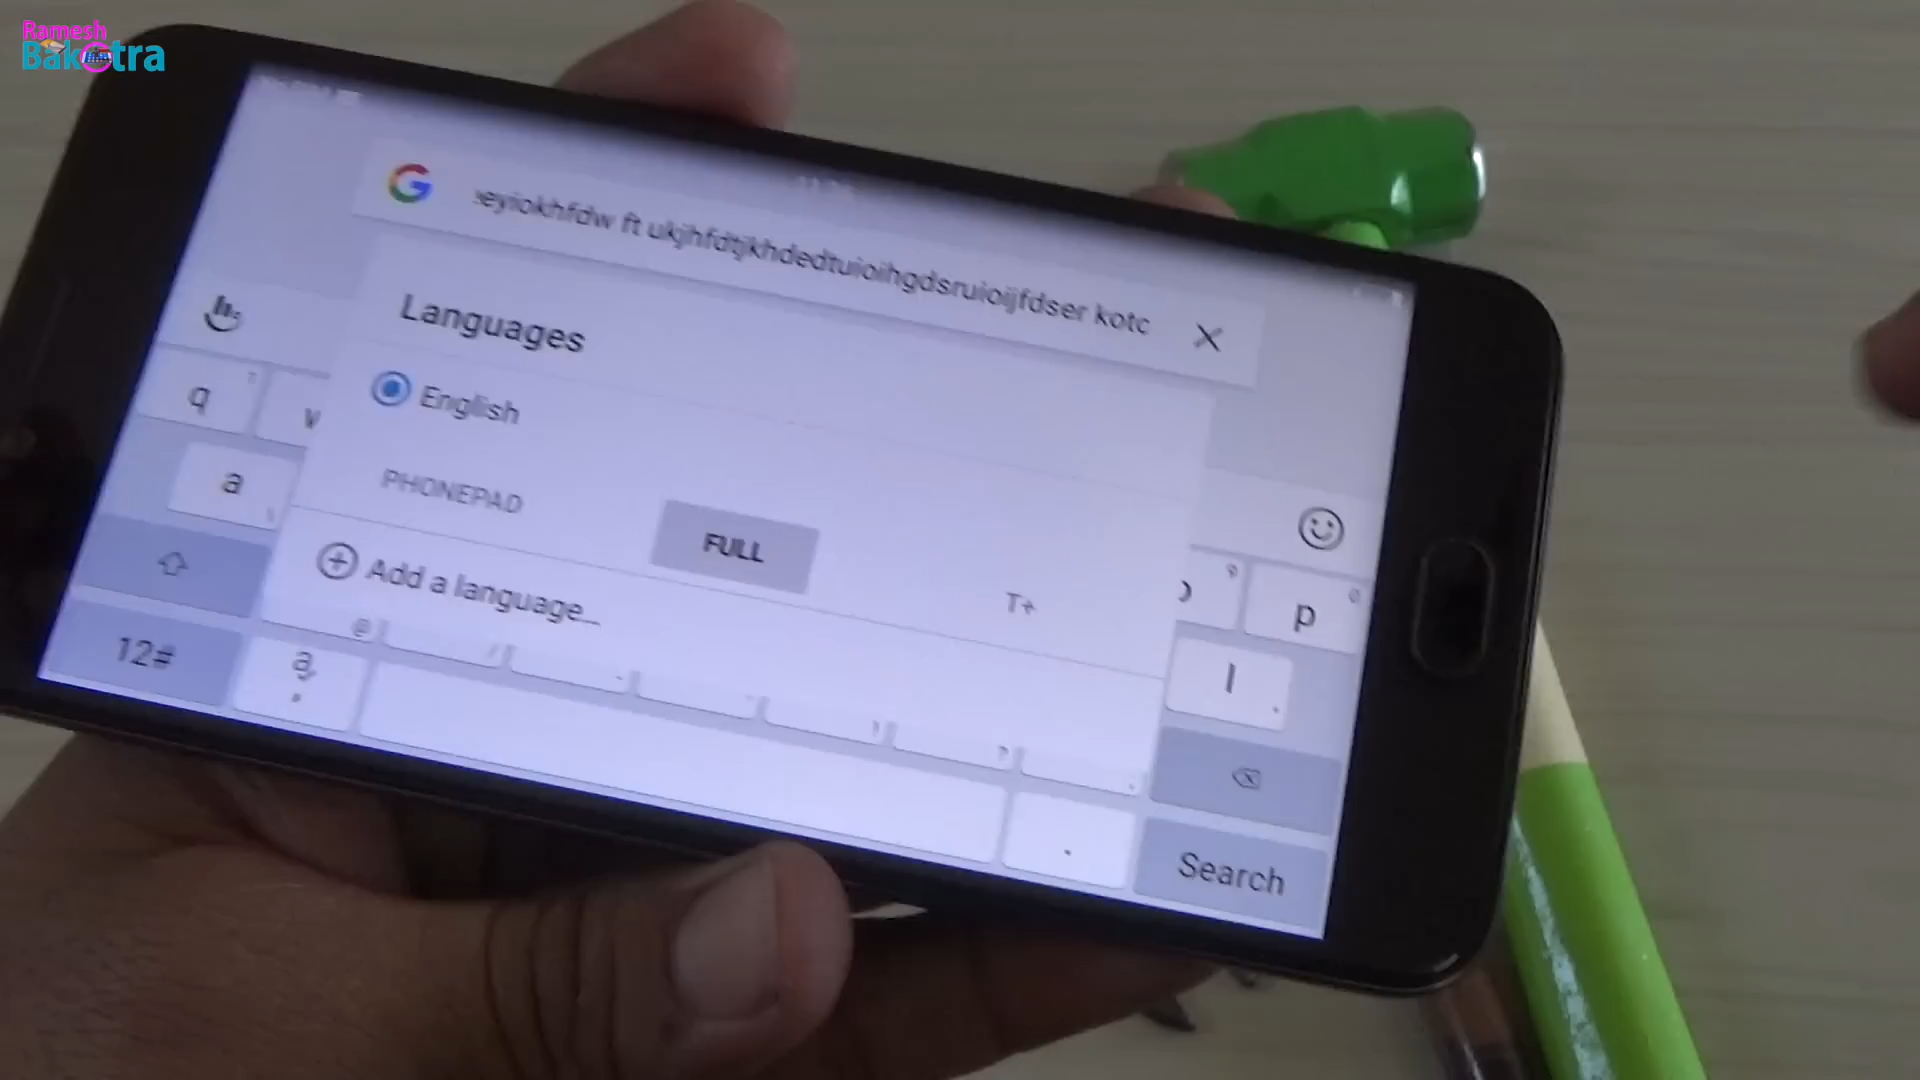 Ramesh
Bakotra
eyiokhfdw ft ukjhfdtjkhdedtuioihgdsruioijfdser kotc
Languages
English
PHONEPAD
FULL
T+
Add a language...
q
w
p
a
l
12#
Search